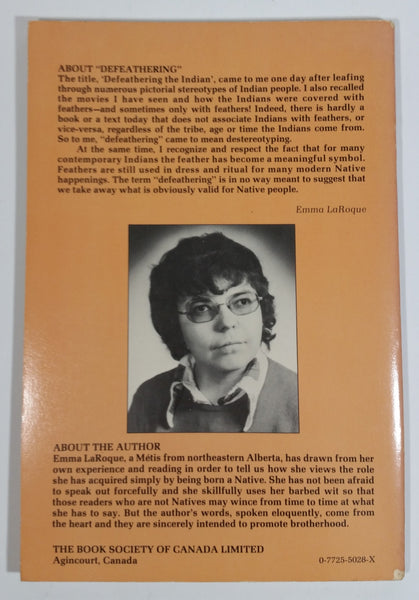 ABOUT "DEFEATHERING"
The title, 'Defeathering the Indian', came to me one day after leafing
through numerous pictorial stereotypes of Indian people. I also recalled
the movies I have seen and how the Indians were covered with
feathers—and sometimes only with feathers! Indeed, there is hardly a
book or a text today that does not associate Indians with feathers, or
vice-versa, regardless of the tribe, age or time the Indians come from.
So to me, "defeathering" came to mean destereotyping.
At the same time, I recognize and respect the fact that for many
contemporary Indians the feather has become a meaningful symbol.
Feathers are still used in dress and ritual for many modern Native
happenings. The term "defeathering" is in no way meant to suggest that
we take away what is obviously valid for Native people.
Emma LaRoque
ABOUT THE AUTHOR
Emma LaRoque, a Métis from northeastern Alberta, has drawn from her
own experience and reading in order to tell us how she views the role
she has acquired simply by being born a Native. She has not been afraid
to speak out forcefully and she skillfully uses her barbed wit so that
those readers who are not Natives may wince from time to time at what
she has to say. But the author's words, spoken eloquently, come from
the heart and they are sincerely intended to promote brotherhood.
THE BOOK SOCIETY OF CANADA LIMITED
Agincourt, Canada 0-7725-5028-X